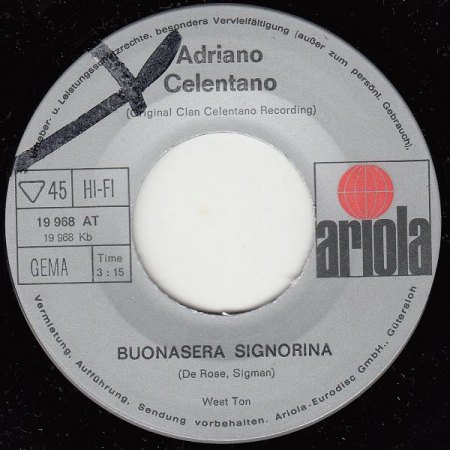 Urheber- u. Leistungsschutzrechte, besonders Vervielfältigung (außer zum persönl. Gebrauch),
Adriano
Celentano
(Original Clan Celentano Recording)
45 HI-FI
19 968 AT
19 968 Kb
GEMA
Time
3:15
ariola
BUONASERA SIGNORINA
(De Rose, Sigman)
West Ton
Vermietung, Aufführung, Sendung vorbehalten. Ariola-Eurodisc GmbH., Gütersloh